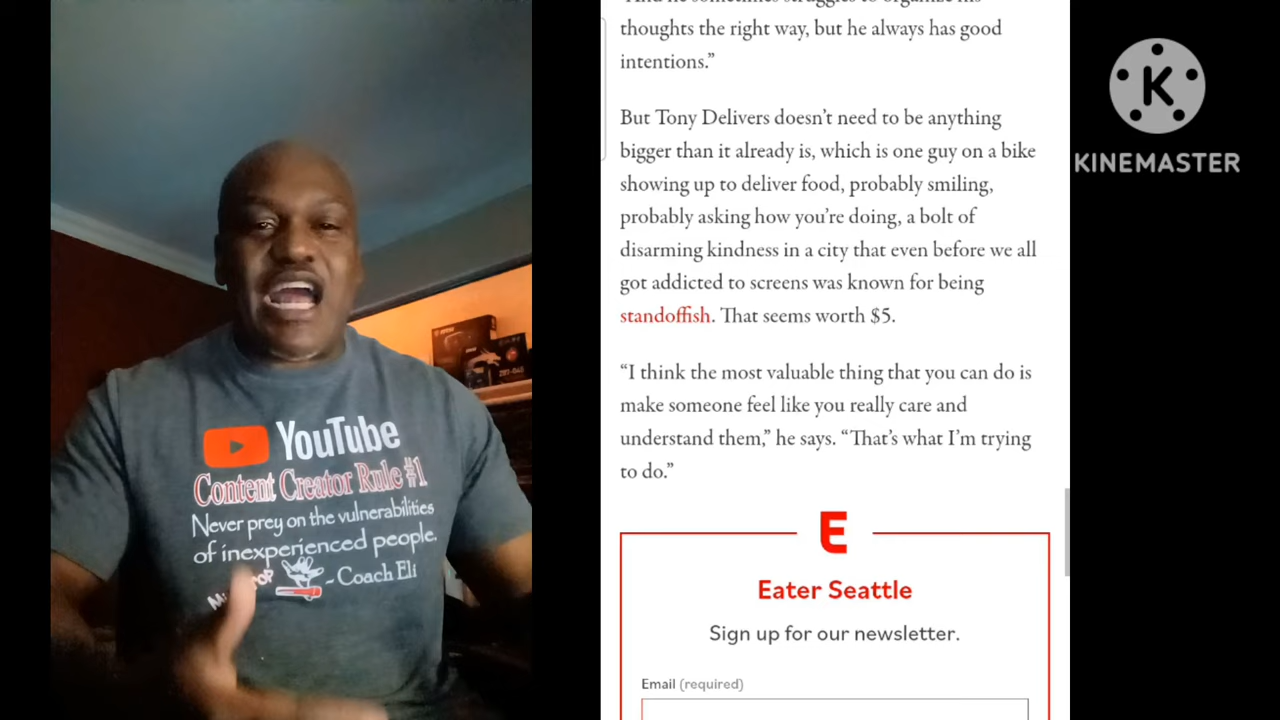 YouTube
Content Creator Rule #1
Never prey on the vulnerabilities
of inexperienced people.
- Coach Eli
thoughts the right way, but he always has good
intentions.”
But Tony Delivers doesn’t need to be anything
bigger than it already is, which is one guy on a bike
showing up to deliver food, probably smiling,
probably asking how you’re doing, a bolt of
disarming kindness in a city that even before we all
got addicted to screens was known for being
standoffish. That seems worth $5.
“I think the most valuable thing that you can do is
make someone feel like you really care and
understand them,” he says. “That’s what I’m trying
to do.”
E
Eater Seattle
Sign up for our newsletter.
Email (required)
K
KINEMASTER